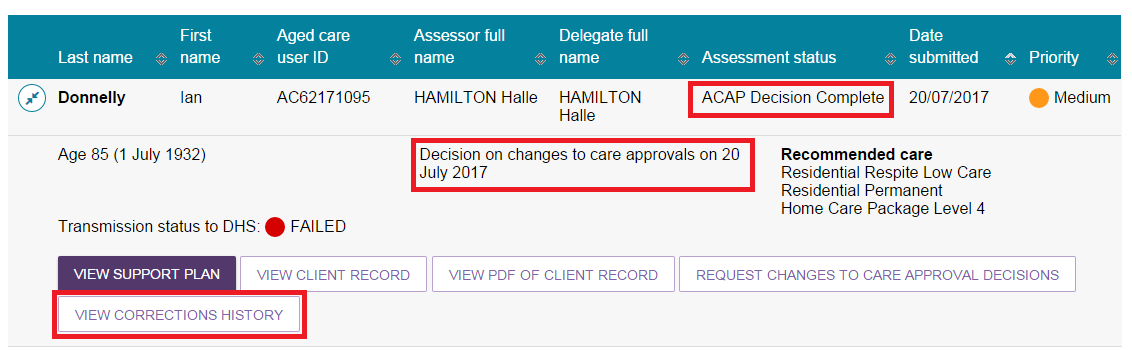 Last name
First name
Aged care user ID
Assessor full name
Delegate full name
Assessment status
Date submitted
Priority
Donnelly
Ian
AC62171095
HAMILTON Halle
HAMILTON
Halle
ACAP Decision Complete
20/07/2017
Medium
Age 85 (1 July 1932)
Decision on changes to care approvals on 20
July 2017
Recommended care
Residential Respite Low Care
Residential Permanent
Home Care Package Level 4
Transmission status to DHS: FAILED
VIEW SUPPORT PLAN
VIEW CLIENT RECORD
VIEW PDF OF CLIENT RECORD
REQUEST CHANGES TO CARE APPROVAL DECISIONS
VIEW CORRECTIONS HISTORY